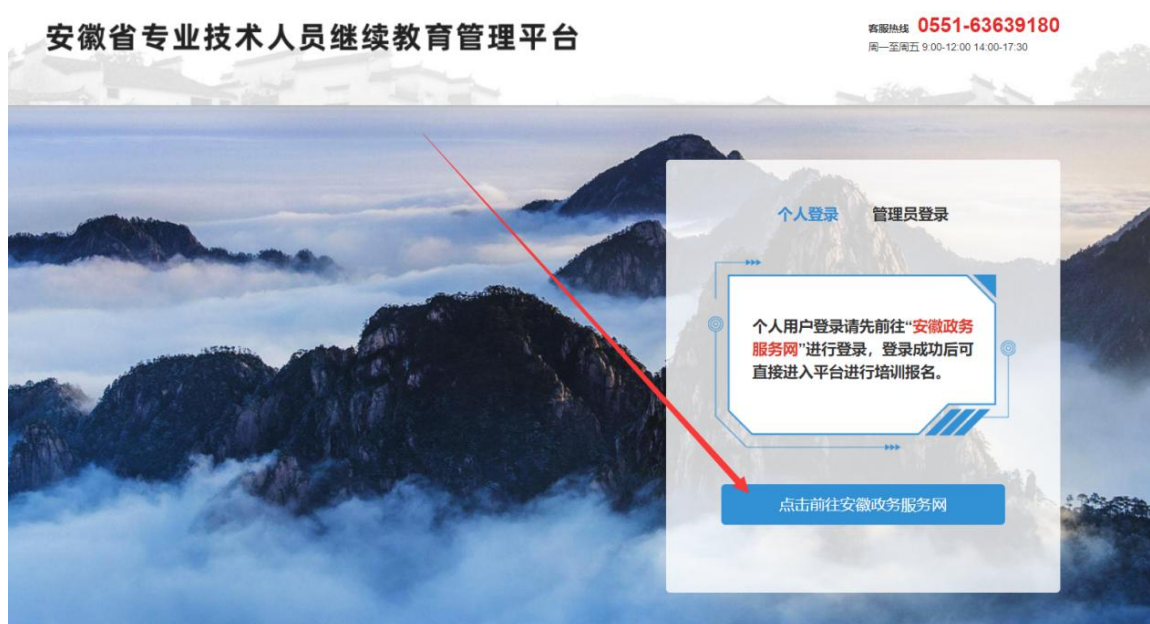 安徽省专业技术人员继续教育管理平台
客服热线 0551-63639180
周一至周五 9:00-12:00 14:00-17:30
个人登录 管理员登录
个人用户登录请先前往“安徽政务
服务网”进行登录，登录成功后可
直接进入平台进行培训报名。
点击前往安徽政务服务网